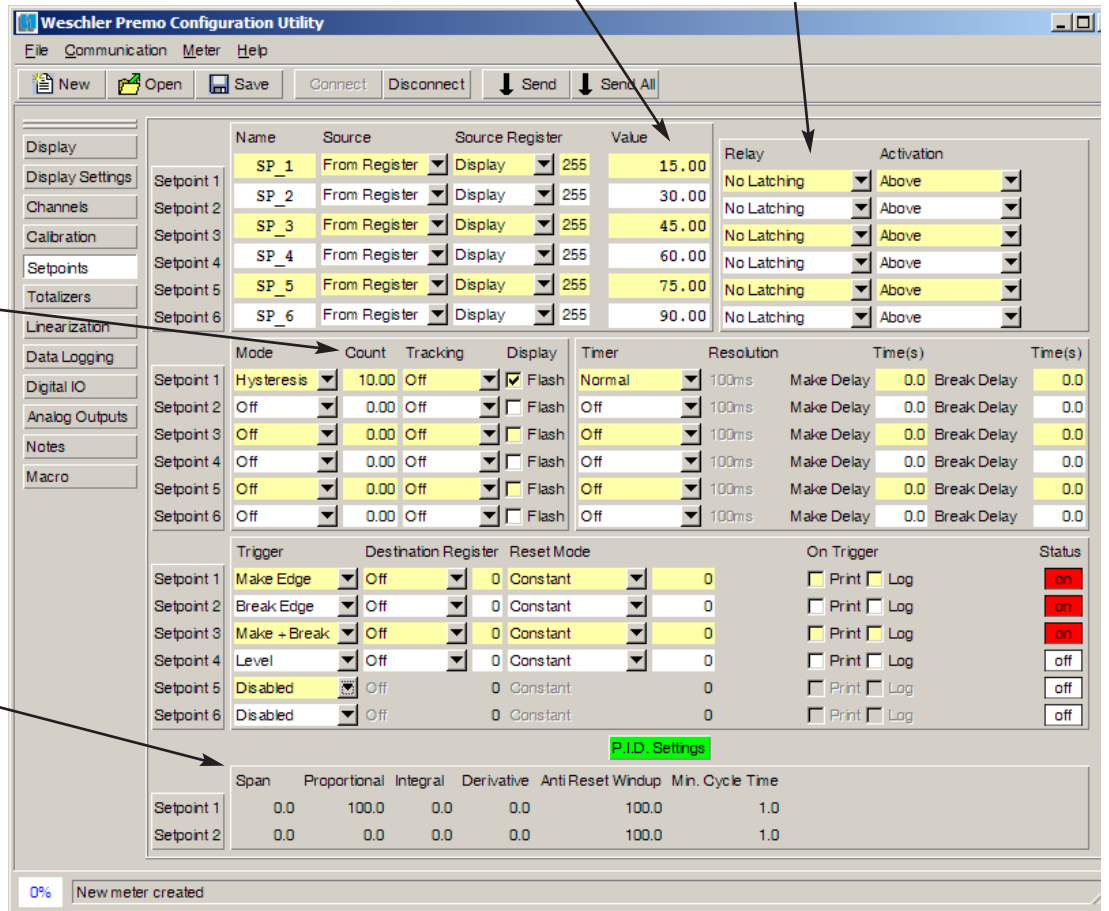 Weschler Premo Configuration Utility
File Communication Meter Help
New Open Save Connect Disconnect Send Send All
Display
Display Settings
Channels
Calibration
Setpoints
Totalizers
Linearization
Data Logging
Digital IO
Analog Outputs
Notes
Macro
Name Source Source Register Value
Setpoint 1 SP_1 From Register Display 255 15.00
Setpoint 2 SP_2 From Register Display 255 30.00
Setpoint 3 SP_3 From Register Display 255 45.00
Setpoint 4 SP_4 From Register Display 255 60.00
Setpoint 5 SP_5 From Register Display 255 75.00
Setpoint 6 SP_6 From Register Display 255 90.00
Relay Activation
No Latching Above
No Latching Above
No Latching Above
No Latching Above
No Latching Above
No Latching Above
Mode Count Tracking Display Timer Resolution Time(s) Time(s)
Setpoint 1 Hysteresis 10.00 Off Flash Normal 100ms Make Delay 0.0 Break Delay 0.0
Setpoint 2 Off 0.00 Off Flash Off 100ms Make Delay 0.0 Break Delay 0.0
Setpoint 3 Off 0.00 Off Flash Off 100ms Make Delay 0.0 Break Delay 0.0
Setpoint 4 Off 0.00 Off Flash Off 100ms Make Delay 0.0 Break Delay 0.0
Setpoint 5 Off 0.00 Off Flash Off 100ms Make Delay 0.0 Break Delay 0.0
Setpoint 6 Off 0.00 Off Flash Off 100ms Make Delay 0.0 Break Delay 0.0
Trigger Destination Register Reset Mode On Trigger Status
Setpoint 1 Make Edge Off 0 Constant 0 Print Log on
Setpoint 2 Break Edge Off 0 Constant 0 Print Log on
Setpoint 3 Make + Break Off 0 Constant 0 Print Log on
Setpoint 4 Level Off 0 Constant 0 Print Log off
Setpoint 5 Disabled Off 0 Constant 0 Print Log off
Setpoint 6 Disabled Off 0 Constant 0 Print Log off
P.I.D. Settings
Span Proportional Integral Derivative Anti Reset Windup Min. Cycle Time
Setpoint 1 0.0 100.0 0.0 0.0 100.0 1.0
Setpoint 2 0.0 0.0 0.0 0.0 100.0 1.0
0% New meter created